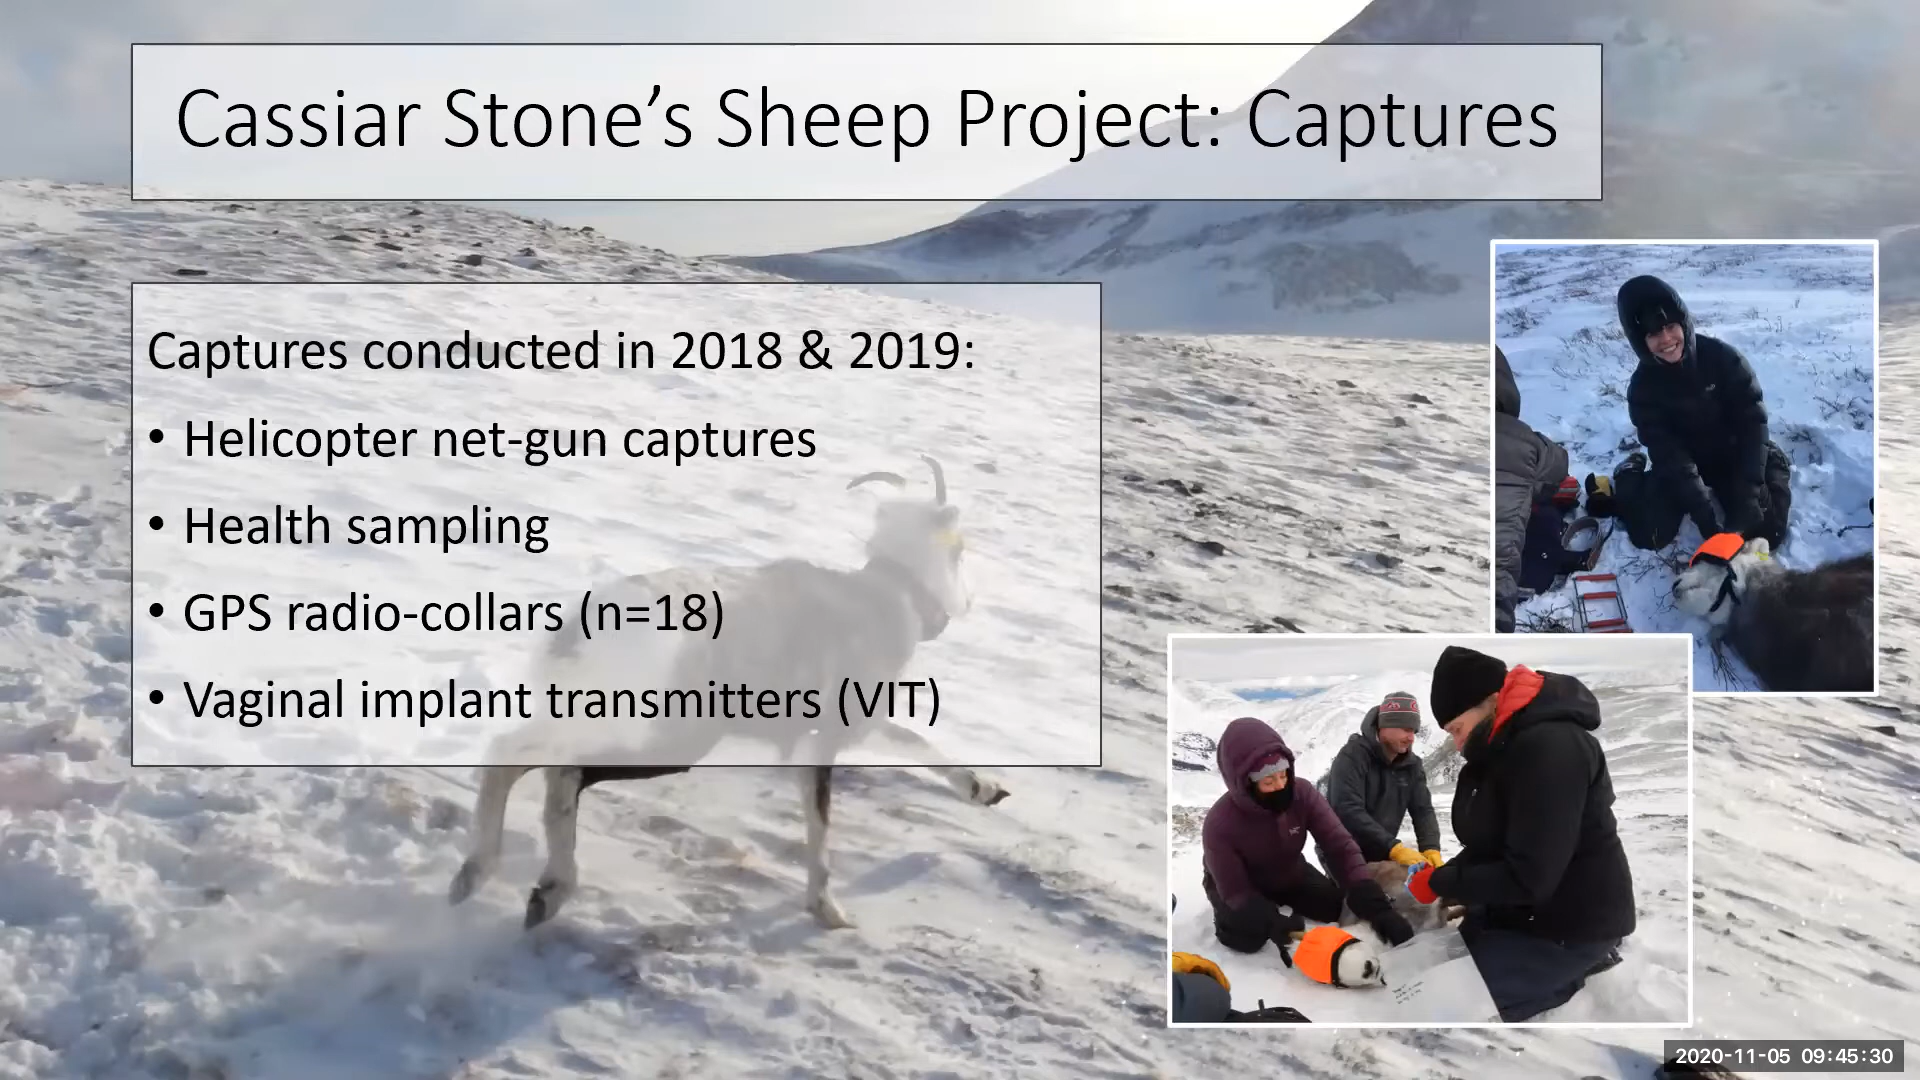 Cassiar Stone’s Sheep Project: Captures
Captures conducted in 2018 & 2019:
• Helicopter net-gun captures
• Health sampling
• GPS radio-collars (n=18)
• Vaginal implant transmitters (VIT)
2020-11-05 09:45:30